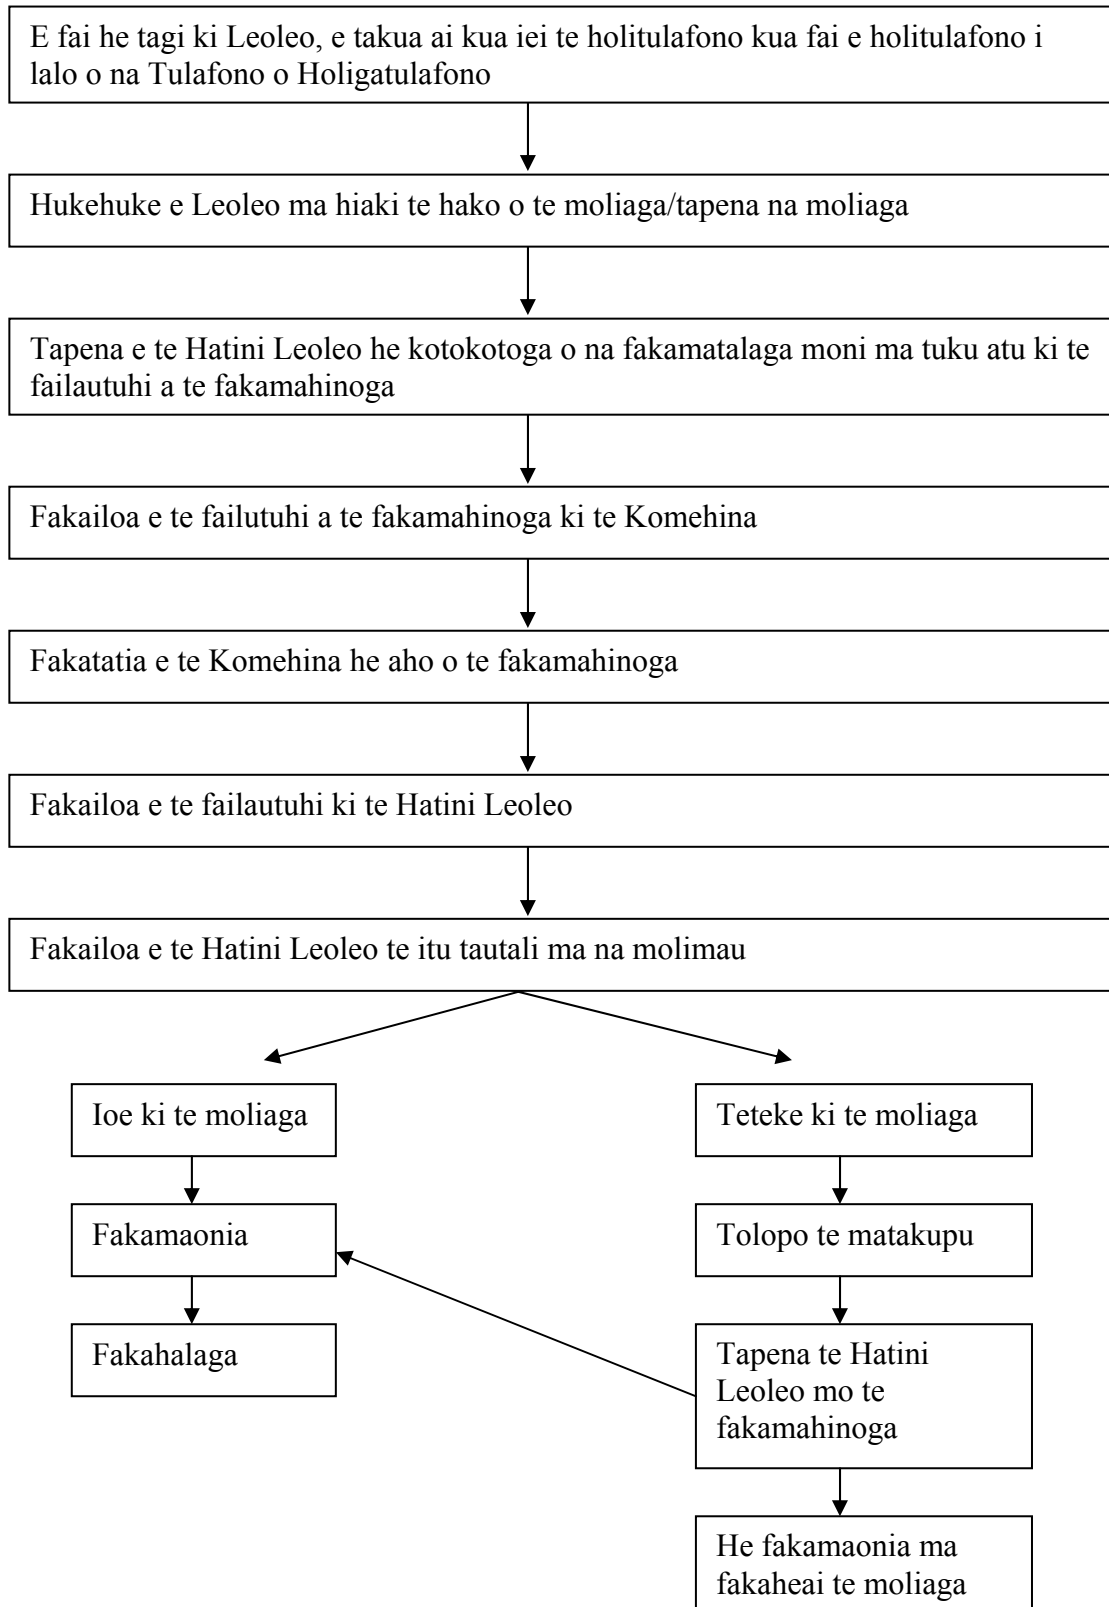 E fai he tagi ki Leoleo, e takua ai kua iei te holitulafono kua fai e holitulafono i
lalo o na Tulafono o Holigatulafono
Hukehuke e Leoleo ma hiaki te hako o te moliaga/tapena na moliaga
Tapena e te Hatini Leoleo he kotokotoga o na fakamatalaga moni ma tuku atu ki te
failautuhi a te fakamahinoga
Fakailoa e te failutuhi a te fakamahinoga ki te Komehina
Fakatatia e te Komehina he aho o te fakamahinoga
Fakailoa e te failautuhi ki te Hatini Leoleo
Fakailoa e te Hatini Leoleo te itu tautali ma na molimau
Ioe ki te moliaga
Fakamaonia
Fakahalaga
Teteke ki te moliaga
Tolopo te matakupu
Tapena te Hatini
Leoleo mo te
fakamahinoga
He fakamaonia ma
fakaheai te moliaga